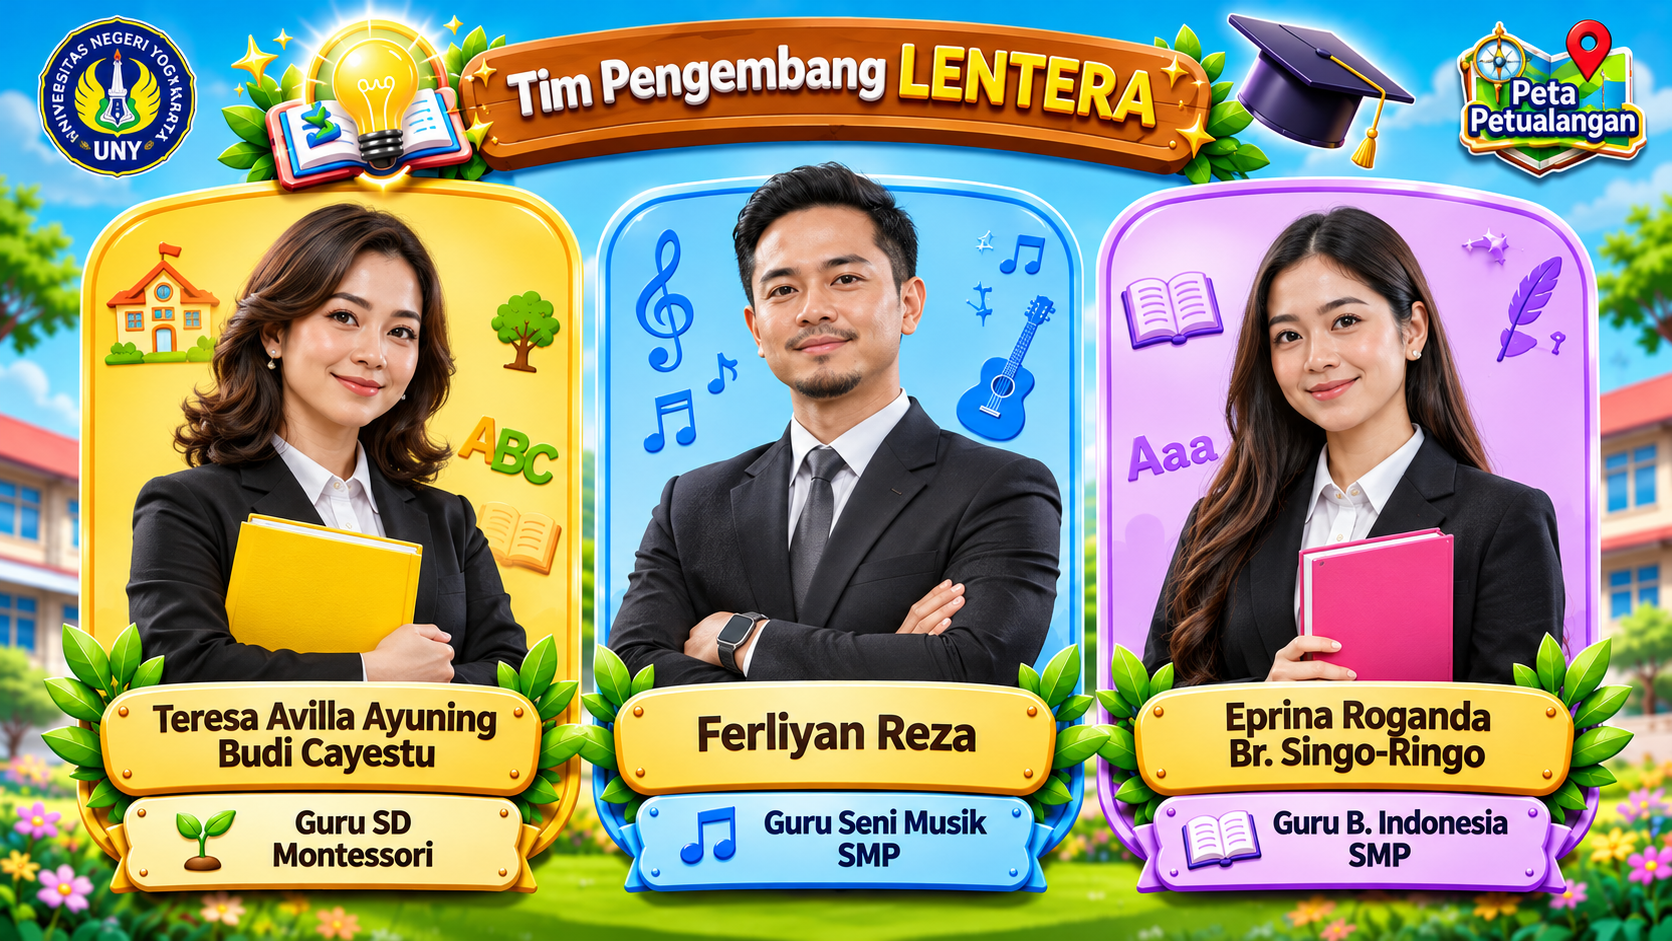 UNIVERSITAS NEGERI YOGYAKARTA
UNY
Tim Pengembang LENTERA
Peta
Petualangan
ABC
Aaa
Teresa Avilla Ayuning
Budi Cayestu
Guru SD
Montessori
Ferliyan Reza
Guru Seni Musik
SMP
Eprina Roganda
Br. Singo-Ringo
Guru B. Indonesia
SMP